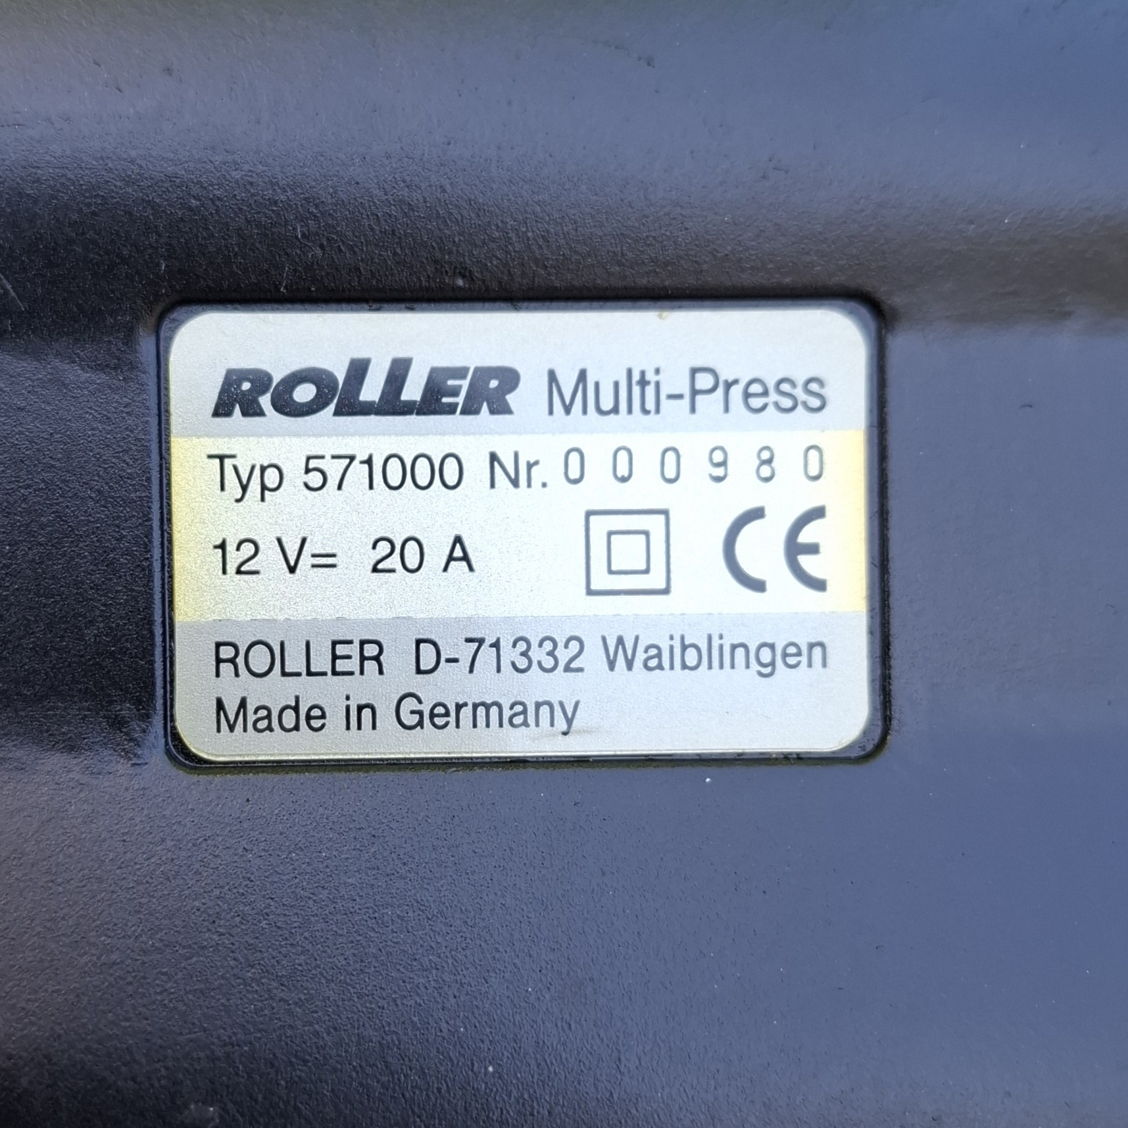 ROLLER Multi-Press
Typ 571000 Nr. 000980
12 V= 20 A CE
ROLLER D-71332 Waiblingen
Made in Germany